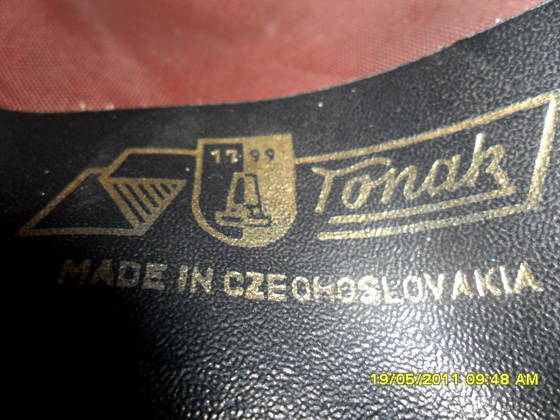 1799
Tonak
MADE IN CZECHOSLOVAKIA
19/05/2011 09:48 AM